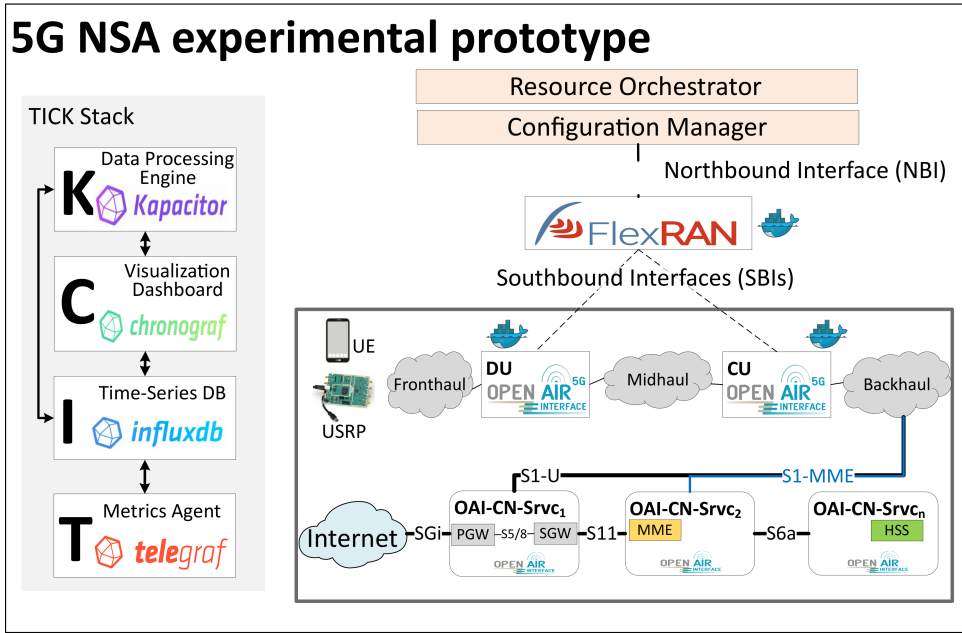 5G NSA experimental prototype
TICK Stack
K
Data Processing
Engine
Kapacitor
C
Visualization
Dashboard
chronograf
I
Time-Series DB
influxdb
T
Metrics Agent
telegraf
Resource Orchestrator
Configuration Manager
Northbound Interface (NBI)
FlexRAN
Southbound Interfaces (SBIs)
UE
USRP
Fronthaul
DU
OPEN AIR 5G
INTERFACE
Midhaul
CU
OPEN AIR 5G
INTERFACE
Backhaul
S1-U
S1-MME
Internet
SGi
OAI-CN-Srvc1
PGW
S5/8
SGW
OPEN AIR
INTERFACE
S11
OAI-CN-Srvc2
MME
OPEN AIR
INTERFACE
S6a
OAI-CN-Srvcn
HSS
OPEN AIR
INTERFACE